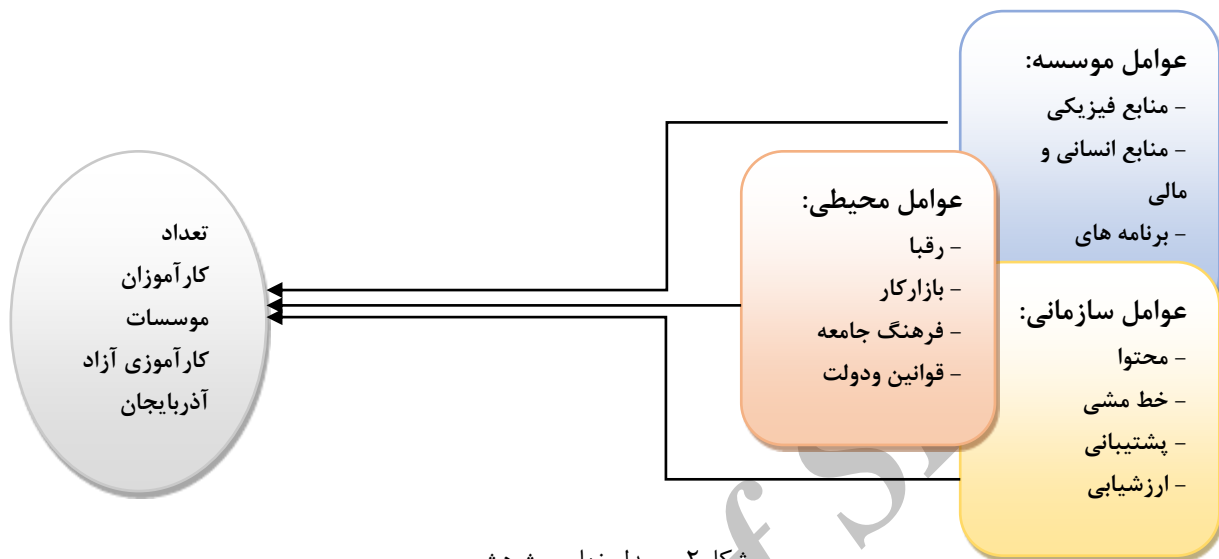 عوامل موسسه:
- منابع فیزیکی
- منابع انسانی و
مالی
- برنامه های
عوامل محیطی:
- رقبا
- بازارکار
- فرهنگ جامعه
- قوانین ودولت
عوامل سازمانی:
- محتوا
- خط مشی
- پشتیبانی
- ارزشیابی
تعداد
کارآموزان
موسسات
کارآموزی آزاد
آذربایجان
of